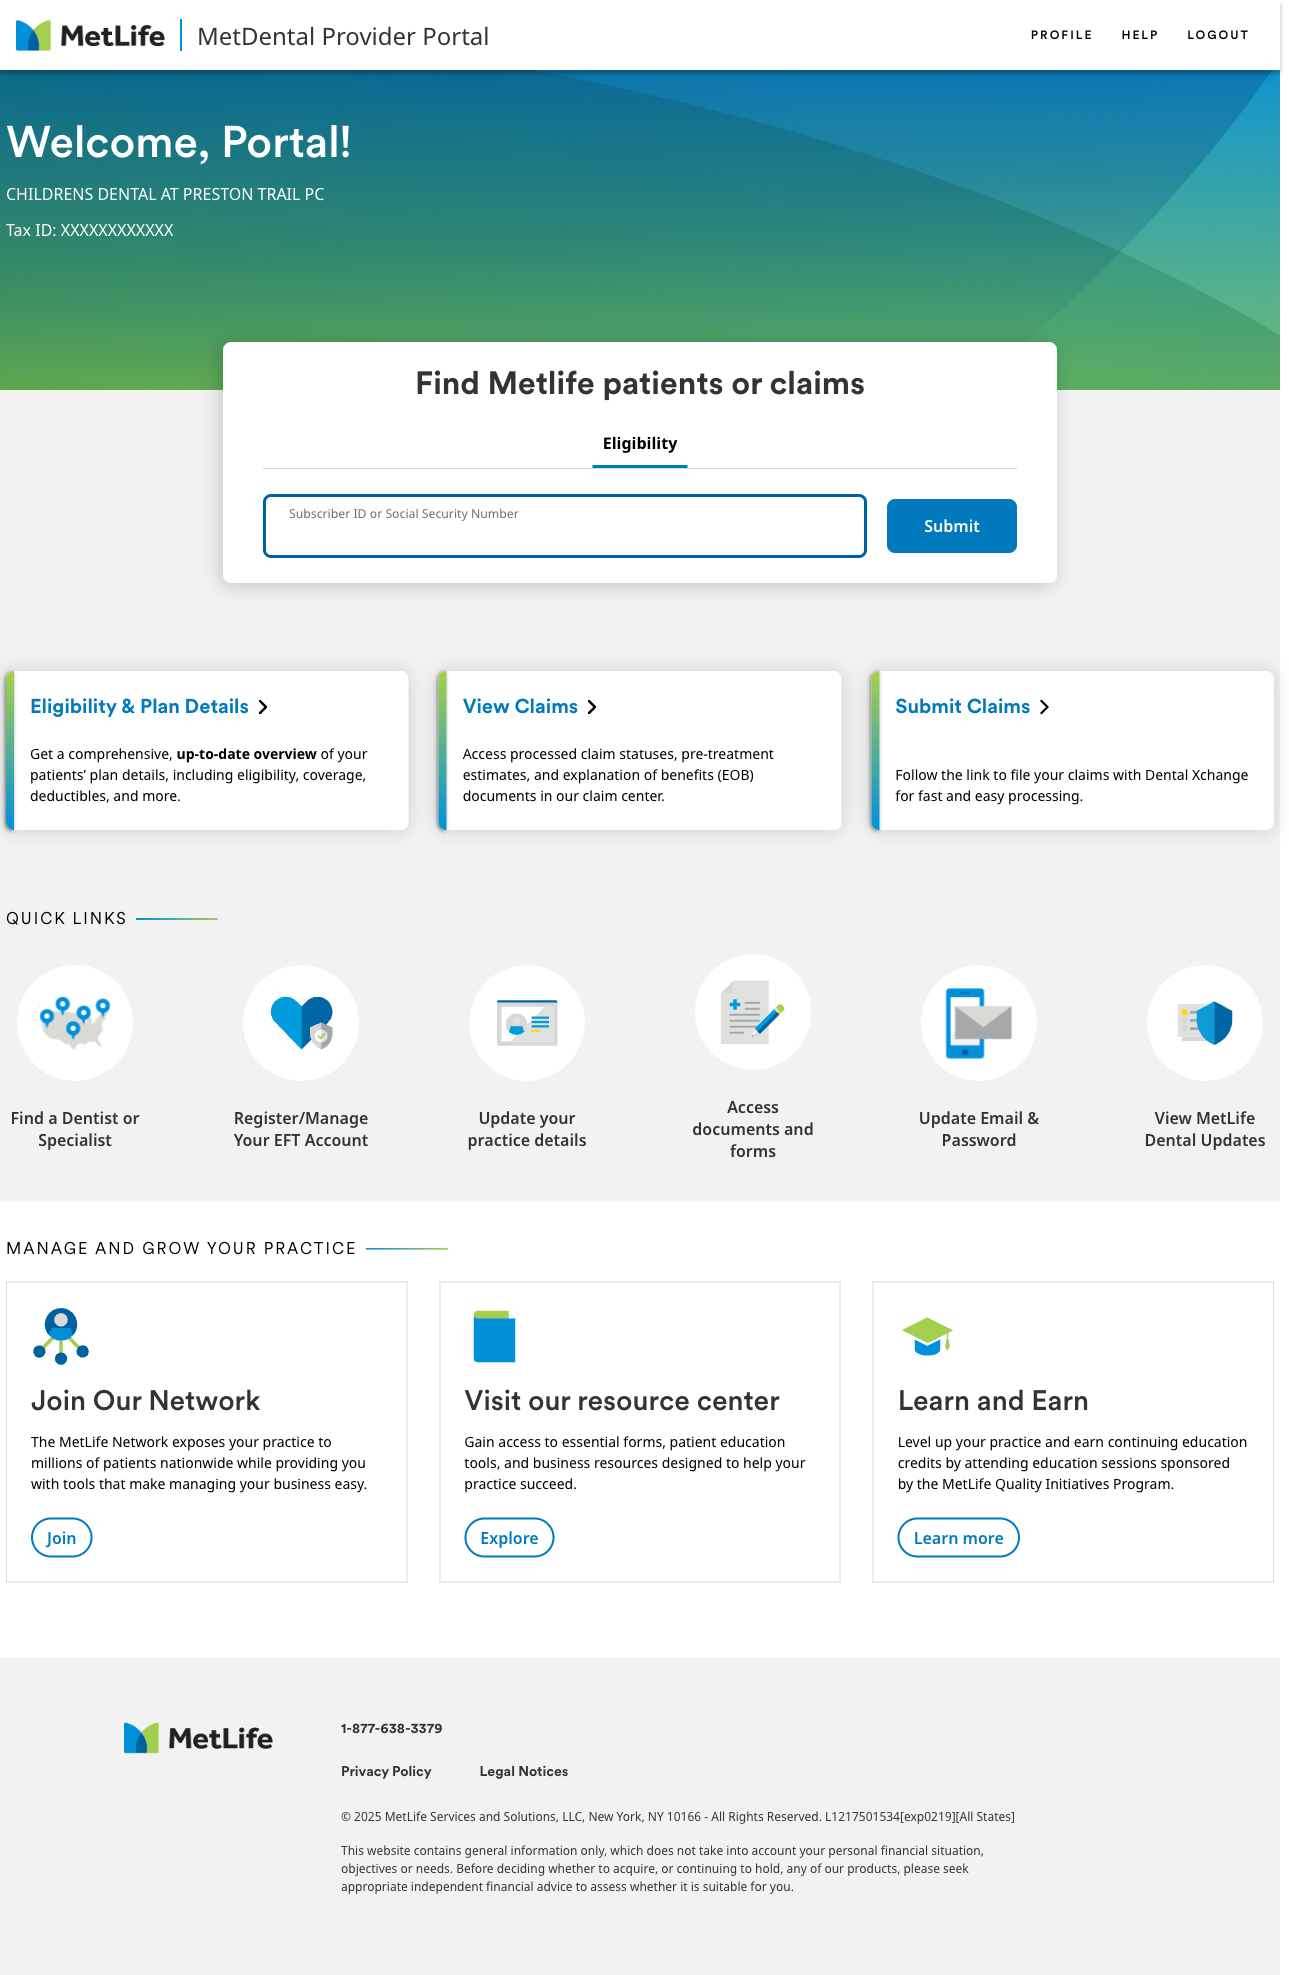 MetLife MetDental Provider Portal PROFILE HELP LOGOUT
Welcome, Portal!
CHILDRENS DENTAL AT PRESTON TRAIL PC
Tax ID: XXXXXXXXXXXX
Find Metlife patients or claims
Eligibility
Subscriber ID or Social Security Number
Submit
Eligibility & Plan Details
Get a comprehensive, up-to-date overview of your
patients' plan details, including eligibility, coverage,
deductibles, and more.
View Claims
Access processed claim statuses, pre-treatment
estimates, and explanation of benefits (EOB)
documents in our claim center.
Submit Claims
Follow the link to file your claims with Dental Xchange
for fast and easy processing.
QUICK LINKS
Find a Dentist or
Specialist
Register/Manage
Your EFT Account
Update your
practice details
Access
documents and
forms
Update Email &
Password
View MetLife
Dental Updates
MANAGE AND GROW YOUR PRACTICE
Join Our Network
The MetLife Network exposes your practice to
millions of patients nationwide while providing you
with tools that make managing your business easy.
Join
Visit our resource center
Gain access to essential forms, patient education
tools, and business resources designed to help your
practice succeed.
Explore
Learn and Earn
Level up your practice and earn continuing education
credits by attending education sessions sponsored
by the MetLife Quality Initiatives Program.
Learn more
MetLife
1-877-638-3379
Privacy Policy Legal Notices
© 2025 MetLife Services and Solutions, LLC, New York, NY 10166 - All Rights Reserved. L1217501534[exp0219][All States]
This website contains general information only, which does not take into account your personal financial situation,
objectives or needs. Before deciding whether to acquire, or continuing to hold, any of our products, please seek
appropriate independent financial advice to assess whether it is suitable for you.